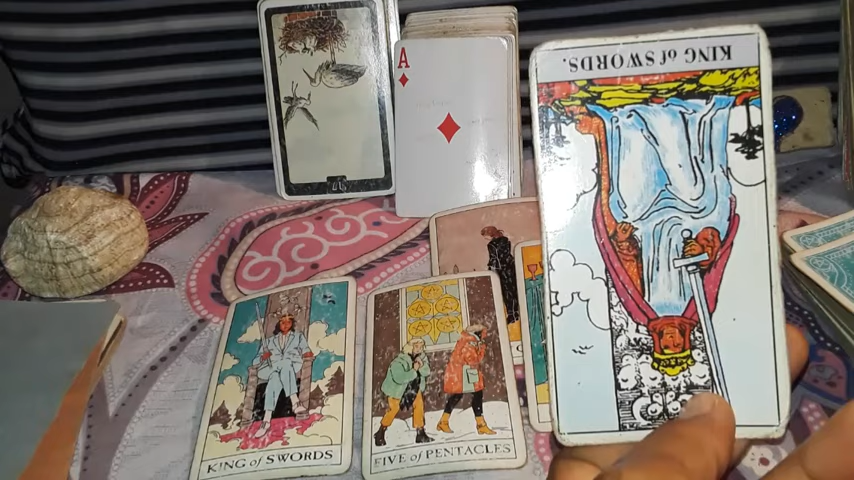 A
KING of SWORDS.
KING of SWORDS
FIVE of PENTACLES